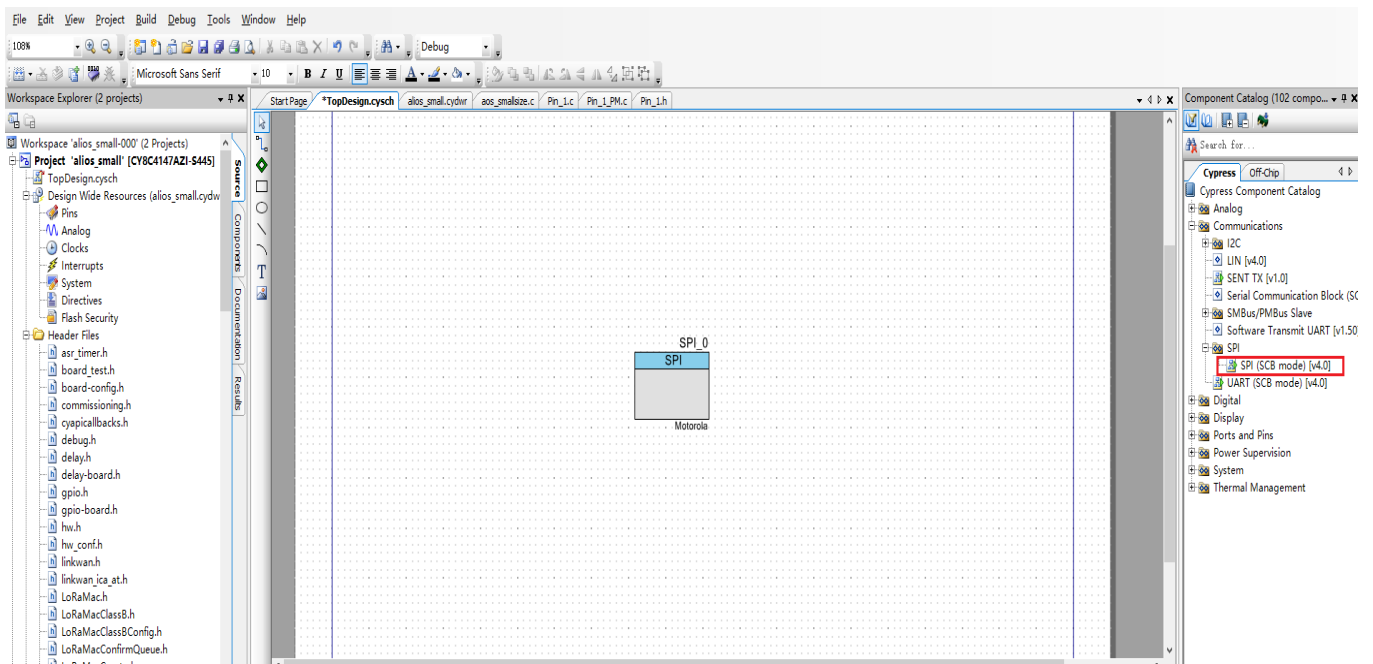 File Edit View Project Build Debug Tools Window Help
108% Debug
Microsoft Sans Serif 10 B I U A
Workspace Explorer (2 projects)
Workspace 'alios_small-000' (2 Projects)
Project 'alios_small' [CY8C4147AZI-S445]
TopDesign.cysch
Design Wide Resources (alios_small.cydw
Pins
Analog
Clocks
Interrupts
System
Directives
Flash Security
Header Files
asr_timer.h
board_test.h
board-config.h
commissioning.h
cyapicallbacks.h
debug.h
delay.h
delay-board.h
gpio.h
gpio-board.h
hw.h
hw_conf.h
linkwan.h
linkwan_ica_at.h
LoRaMac.h
LoRaMacClassB.h
LoRaMacClassBConfig.h
LoRaMacConfirmQueue.h
Source
Components
Documentation
Results
Start Page *TopDesign.cysch alios_small.cydwr aos_smallsize.c Pin_1.c Pin_1_PM.c Pin_1.h
T
SPI_0
SPI
Motorola
Component Catalog (102 compo...
Search for...
Cypress Off-Chip
Cypress Component Catalog
Analog
Communications
I2C
LIN [v4.0]
SENT TX [v1.0]
Serial Communication Block (SC
SMBus/PMBus Slave
Software Transmit UART [v1.50
SPI
SPI (SCB mode) [v4.0]
UART (SCB mode) [v4.0]
Digital
Display
Ports and Pins
Power Supervision
System
Thermal Management